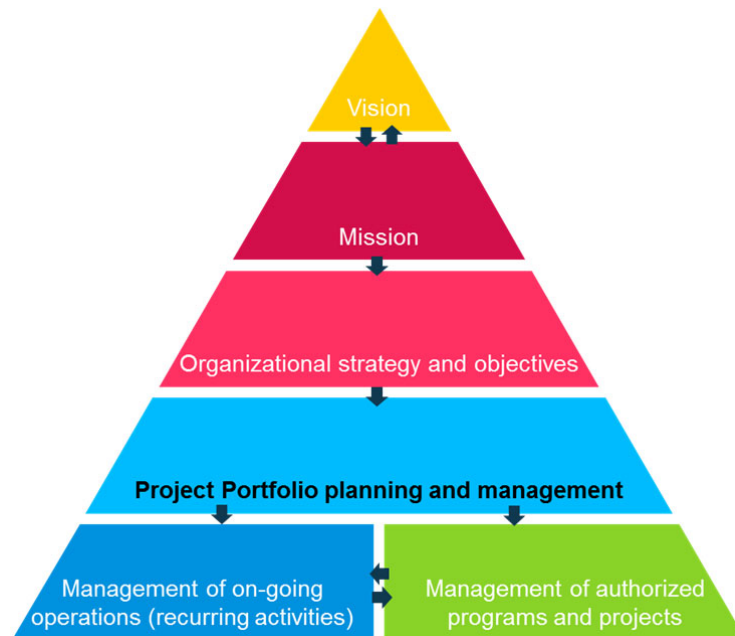 Vision
Mission
Organizational strategy and objectives
Project Portfolio planning and management
Management of on-going
operations (recurring activities)
Management of authorized
programs and projects